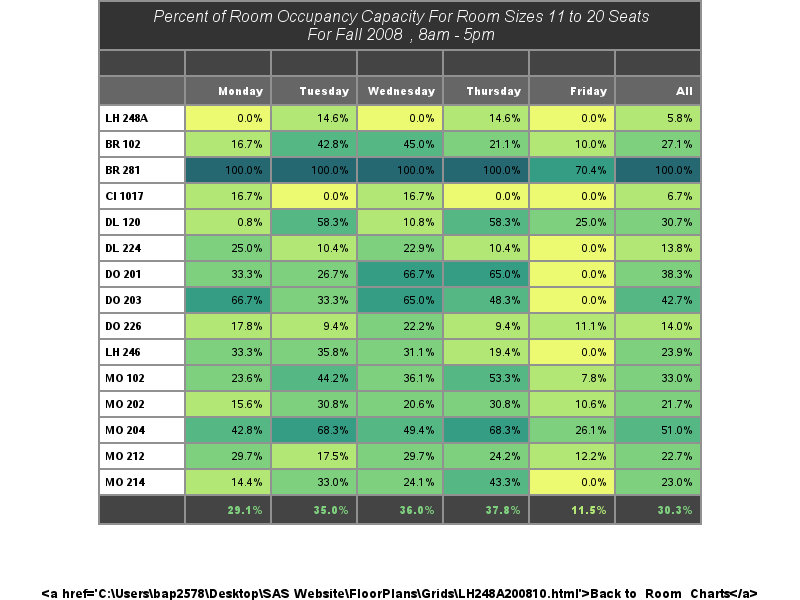 Percent of Room Occupancy Capacity For Room Sizes 11 to 20 Seats
For Fall 2008 , 8am - 5pm
Monday Tuesday Wednesday Thursday Friday All
LH 248A 0.0% 14.6% 0.0% 14.6% 0.0% 5.8%
BR 102 16.7% 42.8% 45.0% 21.1% 10.0% 27.1%
BR 281 100.0% 100.0% 100.0% 100.0% 70.4% 100.0%
CI 1017 16.7% 0.0% 16.7% 0.0% 0.0% 6.7%
DL 120 0.8% 58.3% 10.8% 58.3% 25.0% 30.7%
DL 224 25.0% 10.4% 22.9% 10.4% 0.0% 13.8%
DO 201 33.3% 26.7% 66.7% 65.0% 0.0% 38.3%
DO 203 66.7% 33.3% 65.0% 48.3% 0.0% 42.7%
DO 226 17.8% 9.4% 22.2% 9.4% 11.1% 14.0%
LH 246 33.3% 35.8% 31.1% 19.4% 0.0% 23.9%
MO 102 23.6% 44.2% 36.1% 53.3% 7.8% 33.0%
MO 202 15.6% 30.8% 20.6% 30.8% 10.6% 21.7%
MO 204 42.8% 68.3% 49.4% 68.3% 26.1% 51.0%
MO 212 29.7% 17.5% 29.7% 24.2% 12.2% 22.7%
MO 214 14.4% 33.0% 24.1% 43.3% 0.0% 23.0%
29.1% 35.0% 36.0% 37.8% 11.5% 30.3%
<a href='C:\Users\bap2578\Desktop\SAS Website\FloorPlans\Grids\LH248A200810.html'>Back to Room Charts</a>